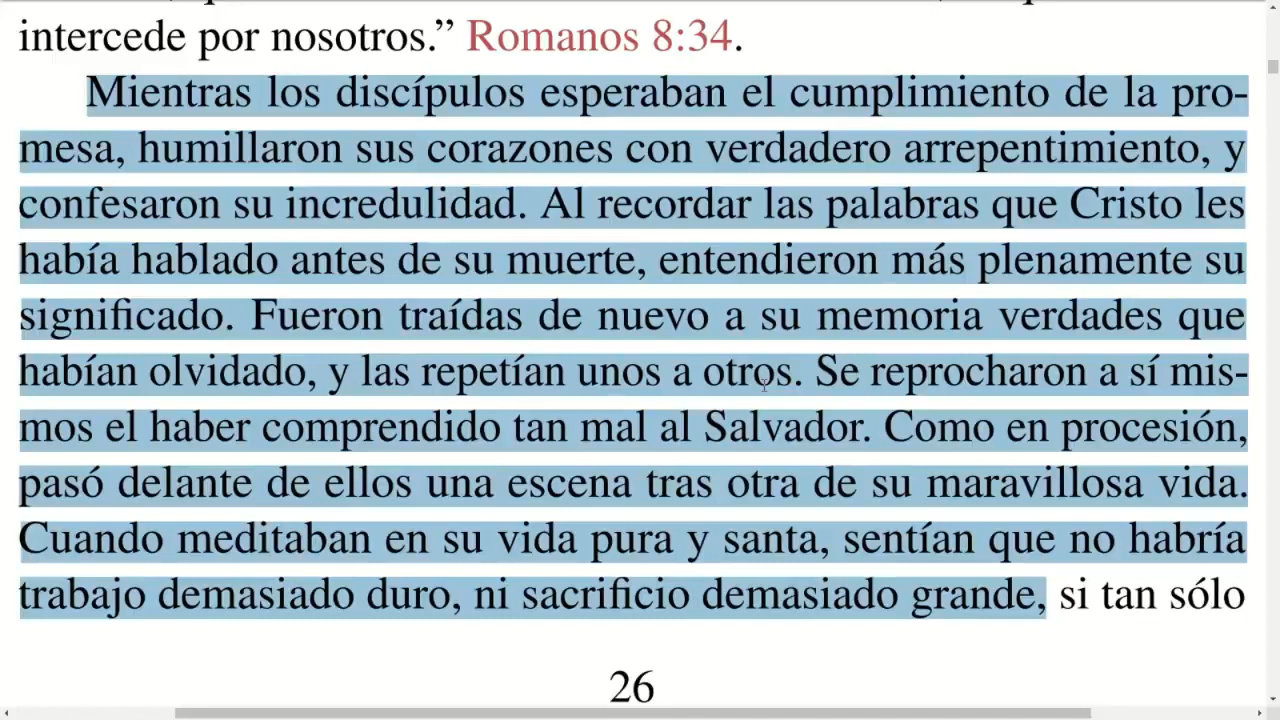 intercede por nosotros.” Romanos 8:34.
Mientras los discípulos esperaban el cumplimiento de la pro-
mesa, humillaron sus corazones con verdadero arrepentimiento, y
confesaron su incredulidad. Al recordar las palabras que Cristo les
había hablado antes de su muerte, entendieron más plenamente su
significado. Fueron traídas de nuevo a su memoria verdades que
habían olvidado, y las repetían unos a otros. Se reprocharon a sí mis-
mos el haber comprendido tan mal al Salvador. Como en procesión,
pasó delante de ellos una escena tras otra de su maravillosa vida.
Cuando meditaban en su vida pura y santa, sentían que no habría
trabajo demasiado duro, ni sacrificio demasiado grande, si tan sólo
26